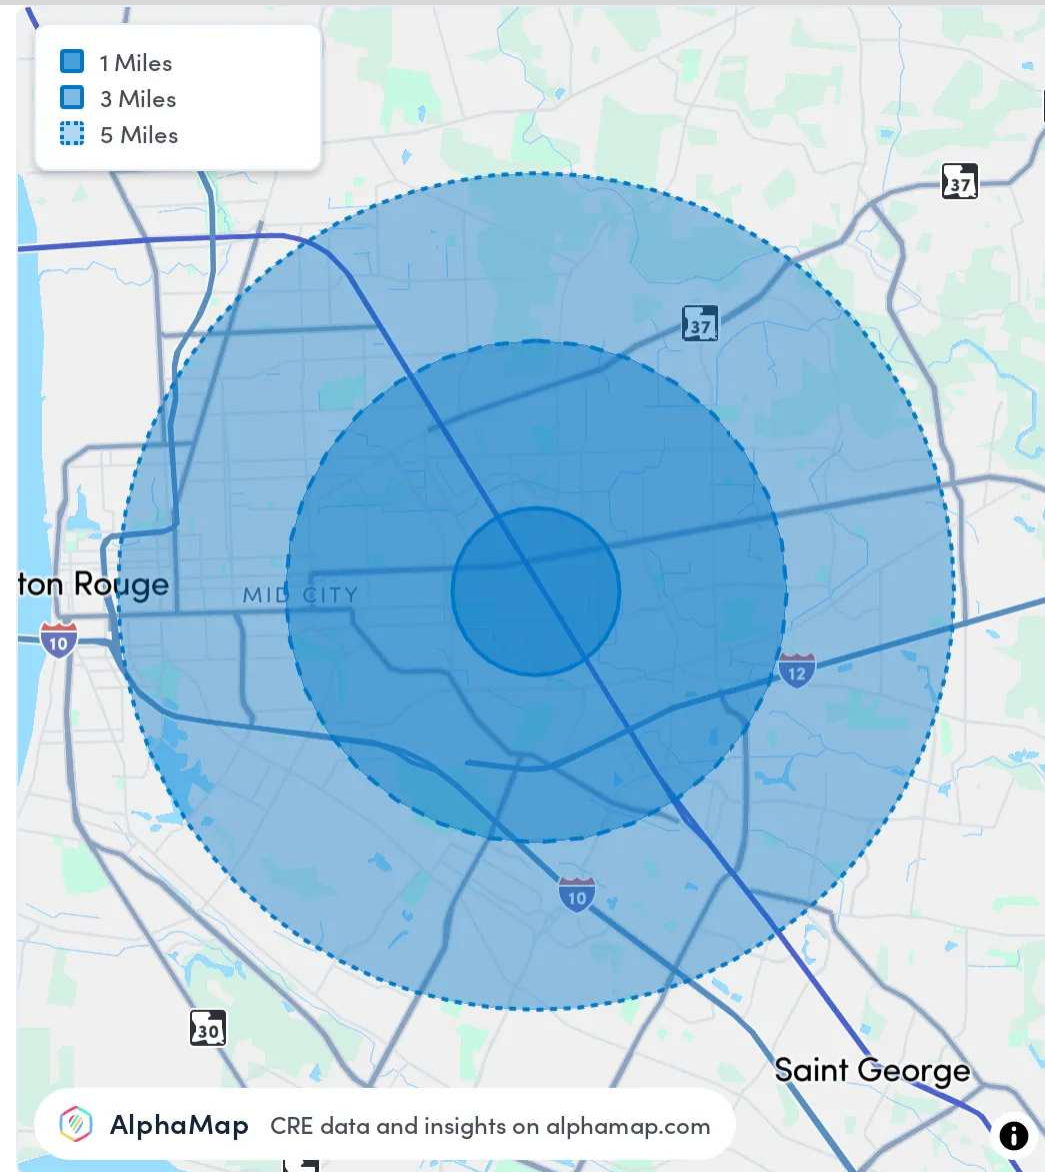 1 Miles
3 Miles
5 Miles
37
37
ton Rouge
MID CITY
10
12
10
30
Saint George
AlphaMap CRE data and insights on alphamap.com